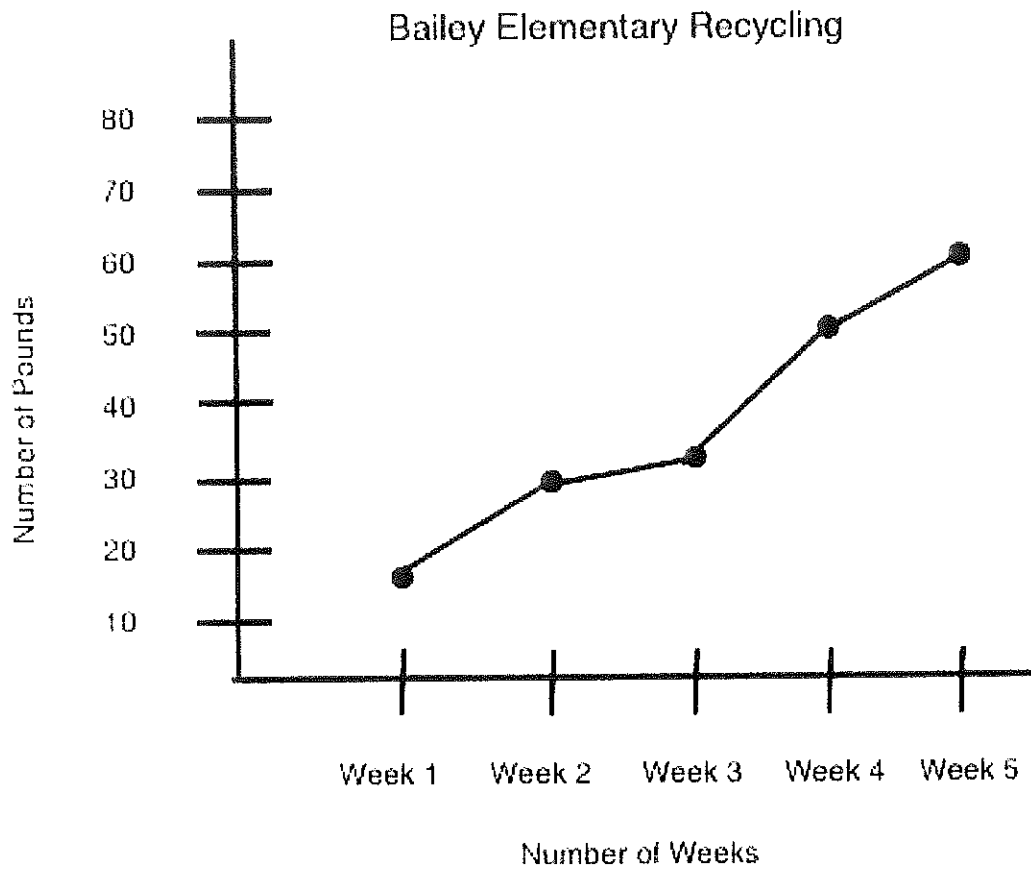 Bailey Elementary Recycling
80
70
60
50
40
30
20
10
Number of Pounds
Week 1 Week 2 Week 3 Week 4 Week 5
Number of Weeks